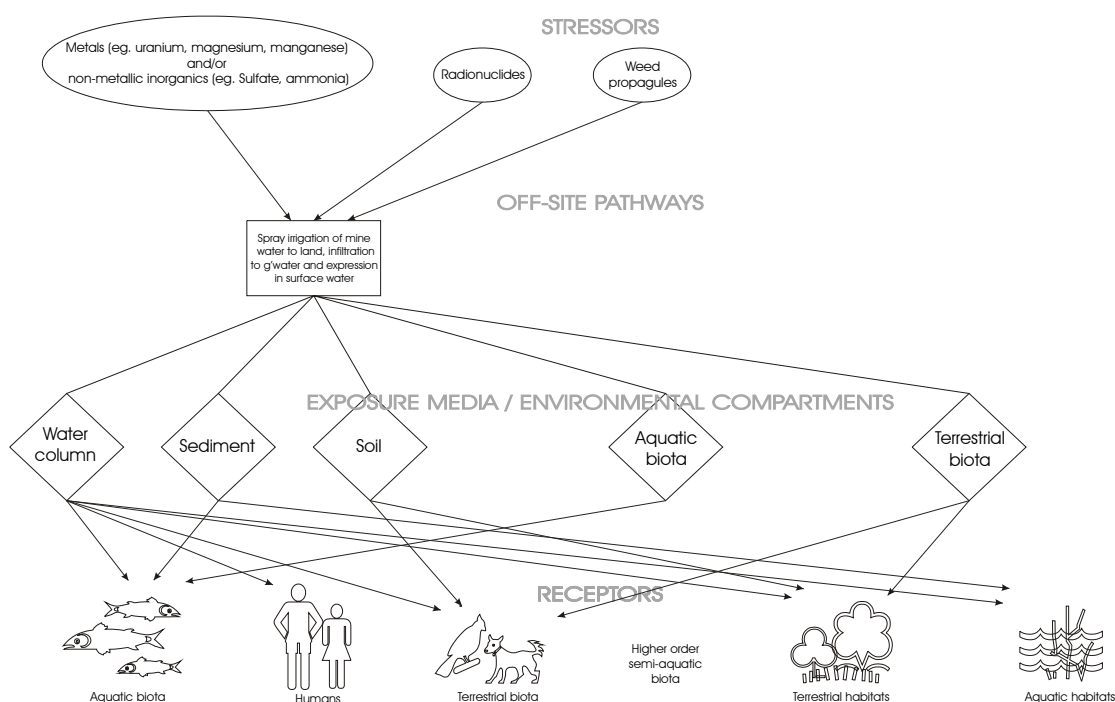 STRESSORS
Metals (eg. uranium, magnesium, manganese)
and/or
non-metallic inorganics (eg. Sulfate, ammonia)
Radionuclides
Weed
propagules
OFF-SITE PATHWAYS
Spray irrigation of mine
water to land, infiltration
to g'water and expression
in surface water
EXPOSURE MEDIA / ENVIRONMENTAL COMPARTMENTS
Water
column
Sediment
Soil
Aquatic
biota
Terrestrial
biota
RECEPTORS
Aquatic biota
Humans
Terrestrial biota
Higher order
semi-aquatic
biota
Terrestrial habitats
Aquatic habitats